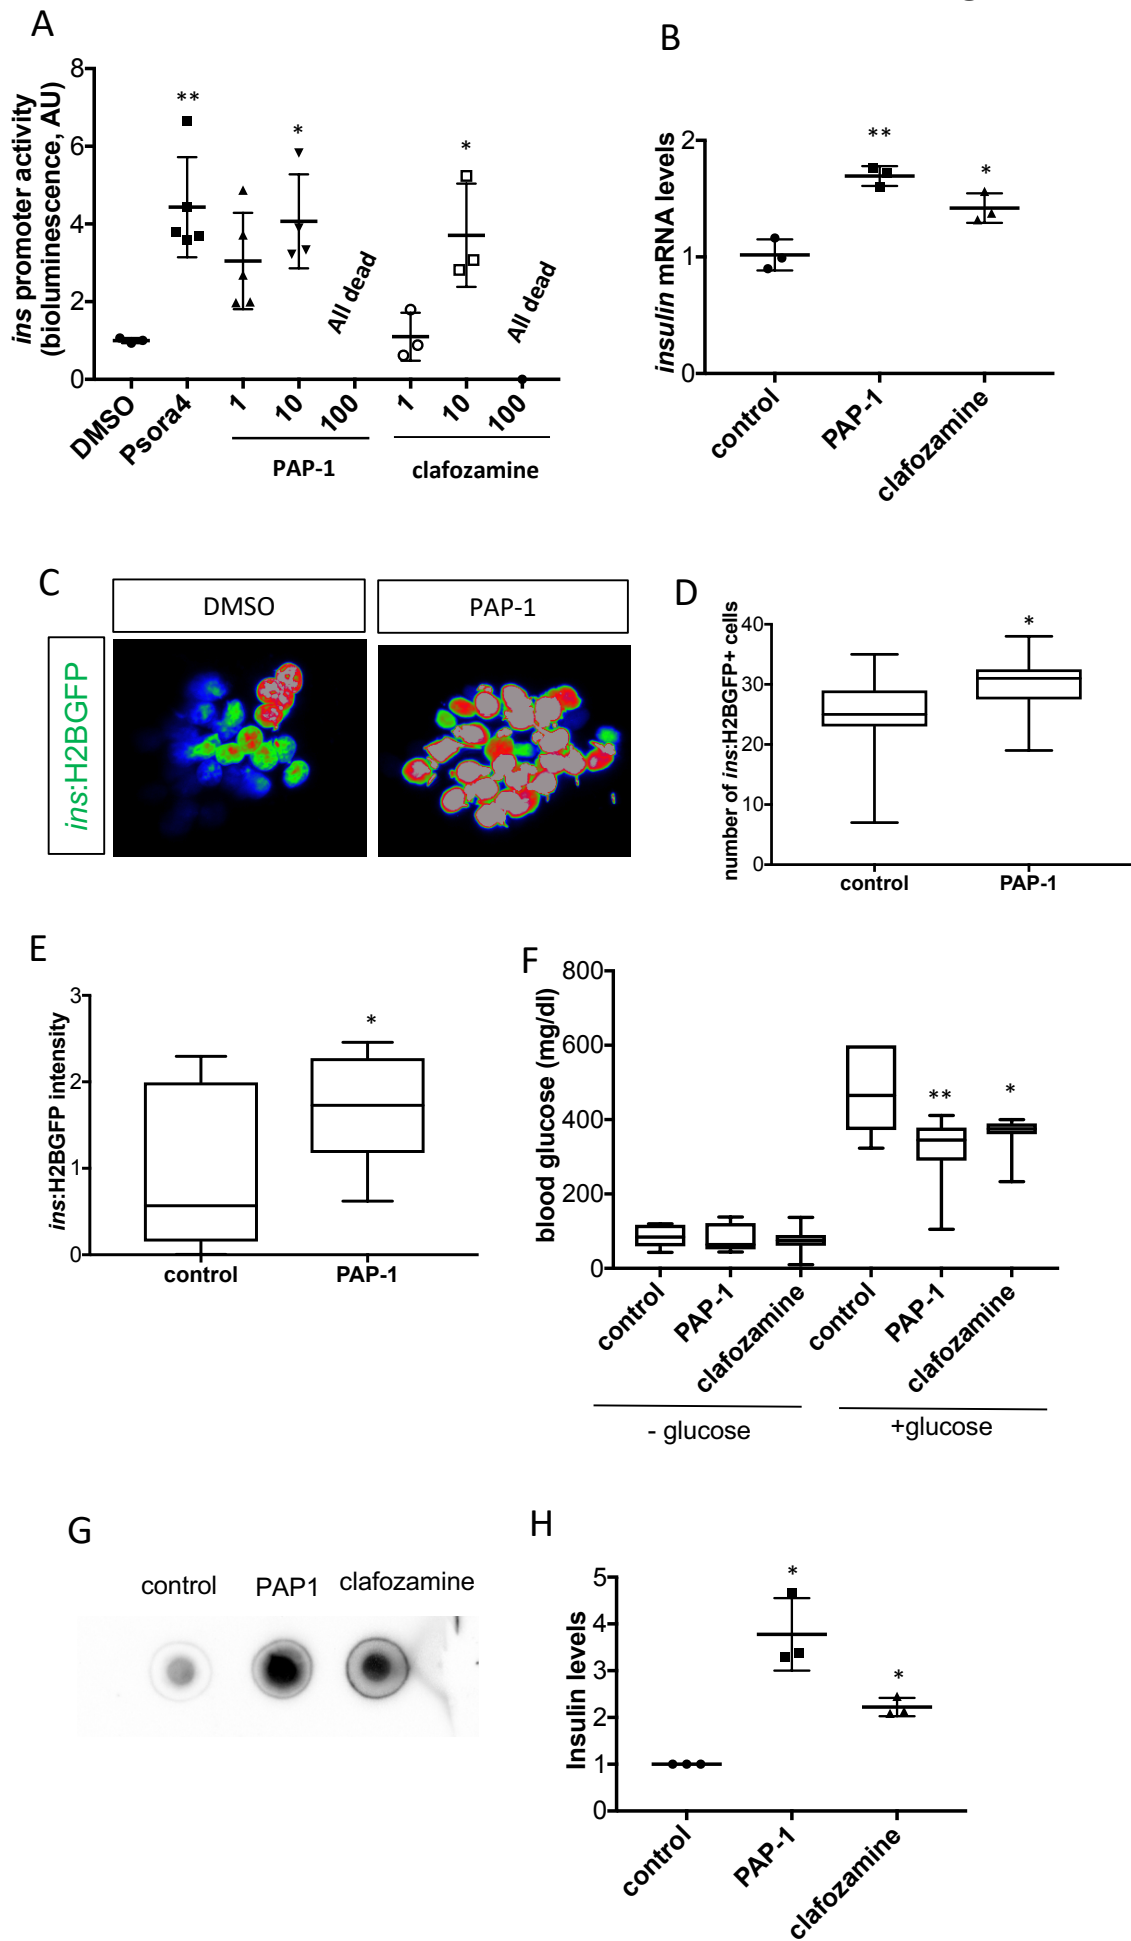 A
ins promoter activity
(bioluminescence, AU)
8
6
4
2
0
**
*
*
All dead
All dead
DMSO
Psora4
1
10
100
1
10
100
PAP-1
clafozamine
B
insulin mRNA levels
2
1
0
**
*
control
PAP-1
clafozamine
C
DMSO
PAP-1
ins:H2BGFP
D
number of ins:H2BGFP+ cells
40
30
20
10
0
*
control
PAP-1
E
ins:H2BGFP intensity
3
2
1
0
*
control
PAP-1
F
blood glucose (mg/dl)
800
600
400
200
0
**
*
control
PAP-1
clafozamine
control
PAP-1
clafozamine
- glucose
+glucose
G
control
PAP1
clafozamine
H
Insulin levels
5
4
3
2
1
0
*
*
control
PAP-1
clafozamine